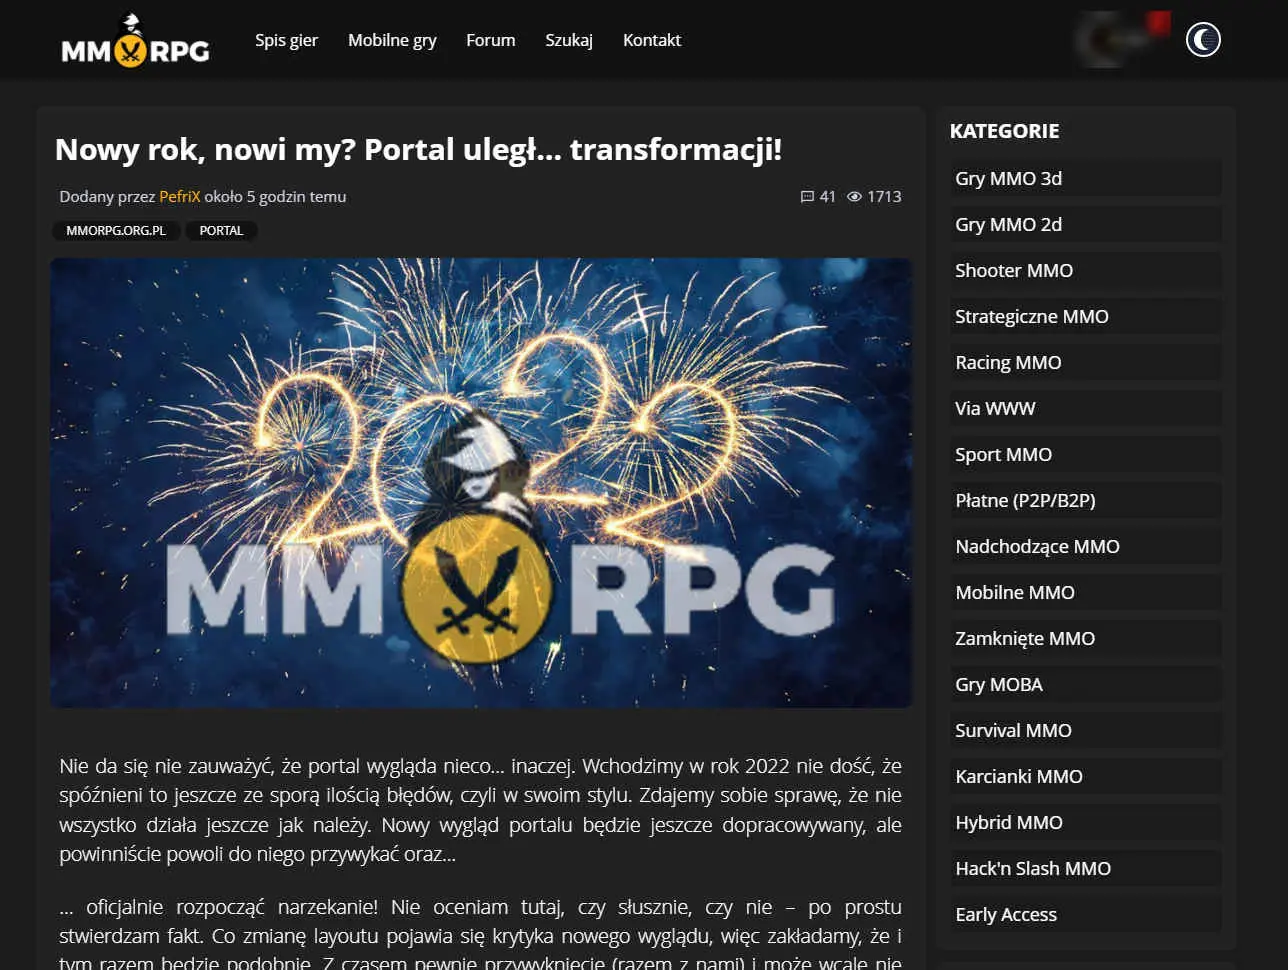 MM RPG
Spis gier
Mobilne gry
Forum
Szukaj
Kontakt
Nowy rok, nowi my? Portal uległ... transformacji!
Dodany przez PefriX około 5 godzin temu
41
1713
MMORPG.ORG.PL
PORTAL
2022
MM RPG
Nie da się nie zauważyć, że portal wygląda nieco... inaczej. Wchodzimy w rok 2022 nie dość, że
spóźnieni to jeszcze ze sporą ilością błędów, czyli w swoim stylu. Zdajemy sobie sprawę, że nie
wszystko działa jeszcze jak należy. Nowy wygląd portalu będzie jeszcze dopracowywany, ale
powinniście powoli do niego przywykać oraz...
... oficjalnie rozpocząć narzekanie! Nie oceniam tutaj, czy słusznie, czy nie – po prostu
stwierdzam fakt. Co zmianę layoutu pojawia się krytyka nowego wyglądu, więc zakładamy, że i
tym razem będzie podobnie. Z czasem pewnie przywykniecie (razem z nami) i może wcale nie
KATEGORIE
Gry MMO 3d
Gry MMO 2d
Shooter MMO
Strategiczne MMO
Racing MMO
Via WWW
Sport MMO
Płatne (P2P/B2P)
Nadchodzące MMO
Mobilne MMO
Zamknięte MMO
Gry MOBA
Survival MMO
Karcianki MMO
Hybrid MMO
Hack'n Slash MMO
Early Access